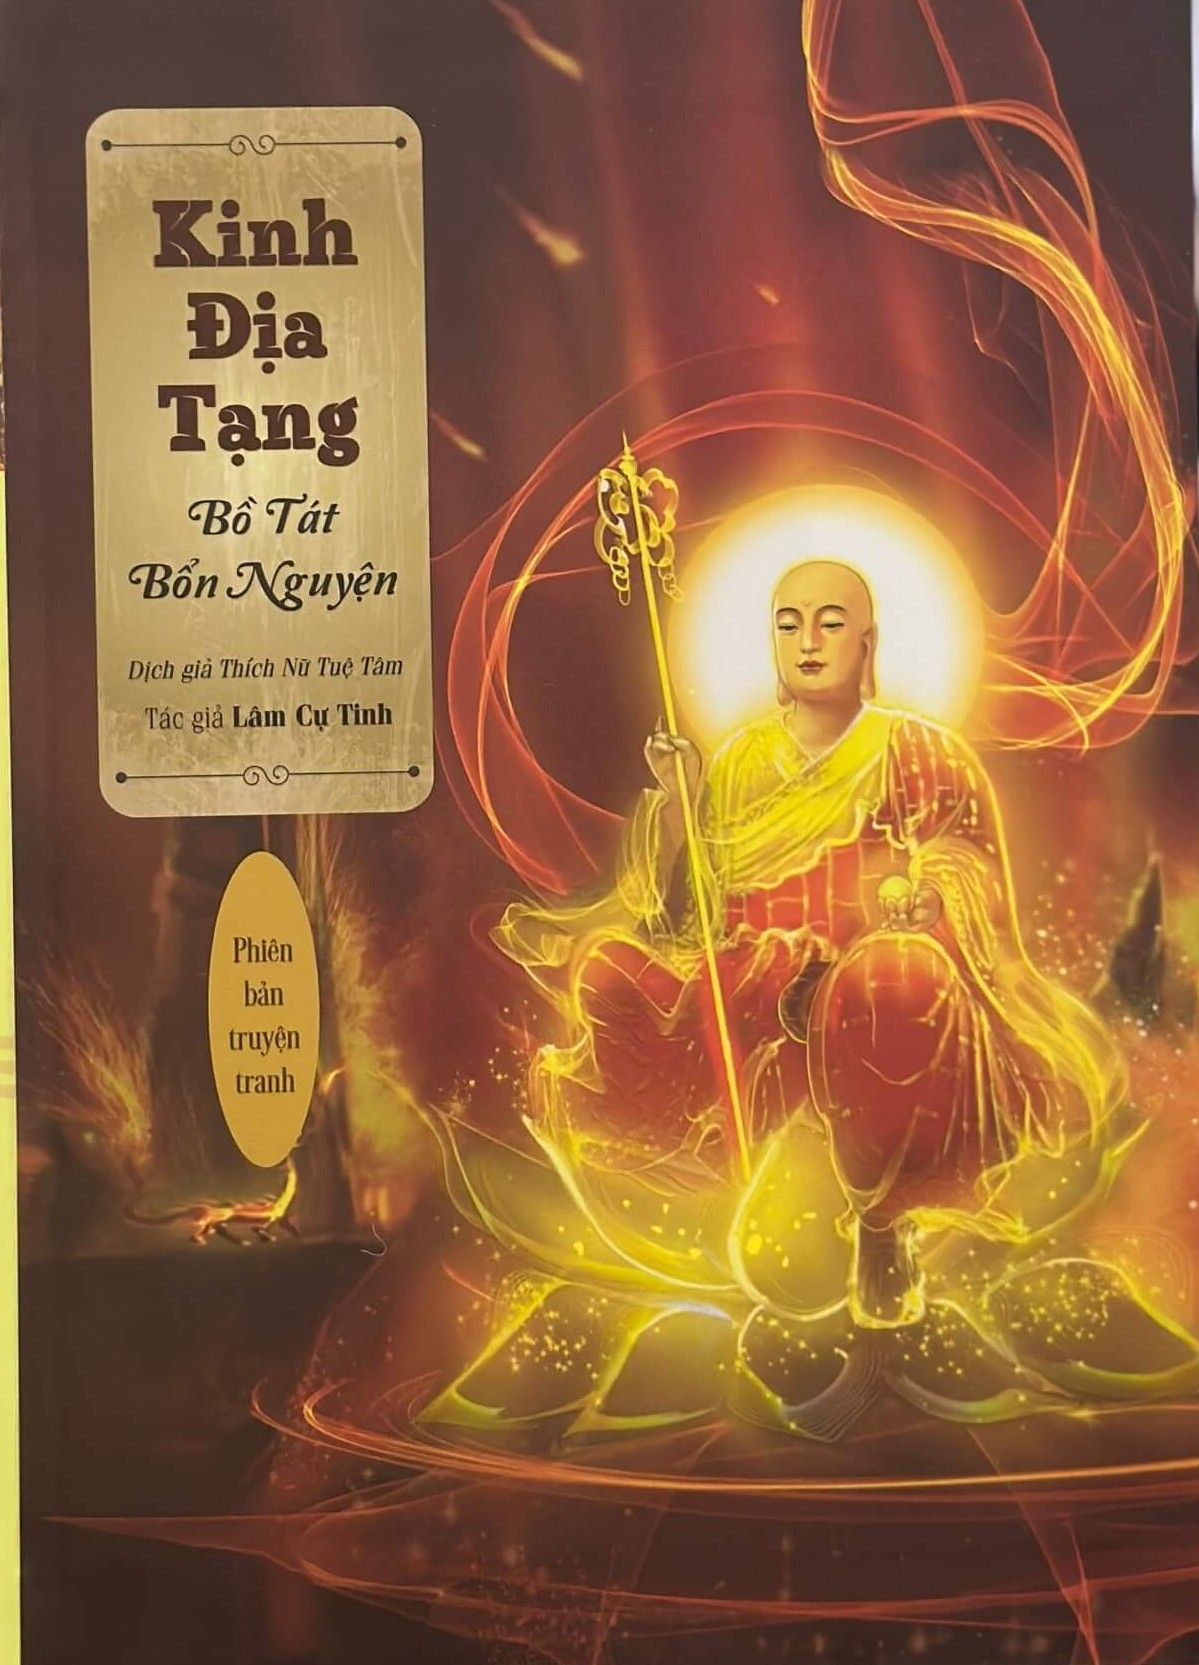 Kinh
Địa
Tạng
Bồ Tát
Bổn Nguyện
Dịch giả Thích Nữ Tuệ Tâm
Tác giả Lâm Cự Tinh
Phiên
bản
truyện
tranh